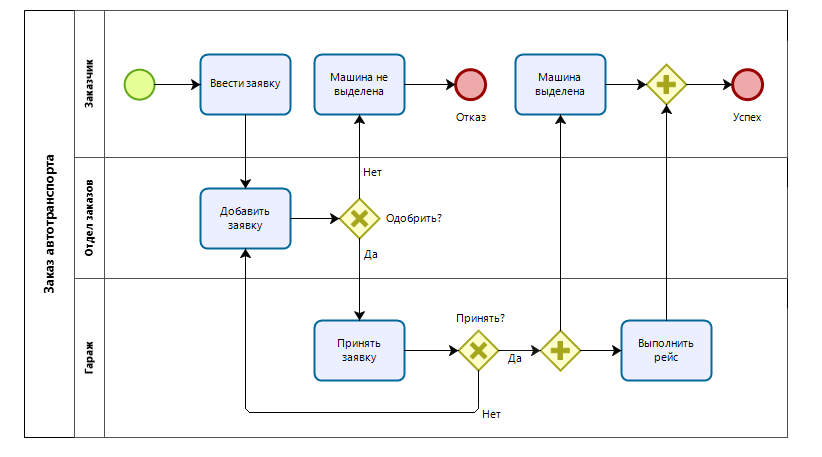 Заказ автотранспорта
Заказчик
Ввести заявку
Машина не
выделена
Отказ
Машина
выделена
Успех
Отдел заказов
Добавить
заявку
Нет
Одобрить?
Да
Гараж
Принять
заявку
Принять?
Да
Нет
Выполнить
рейс